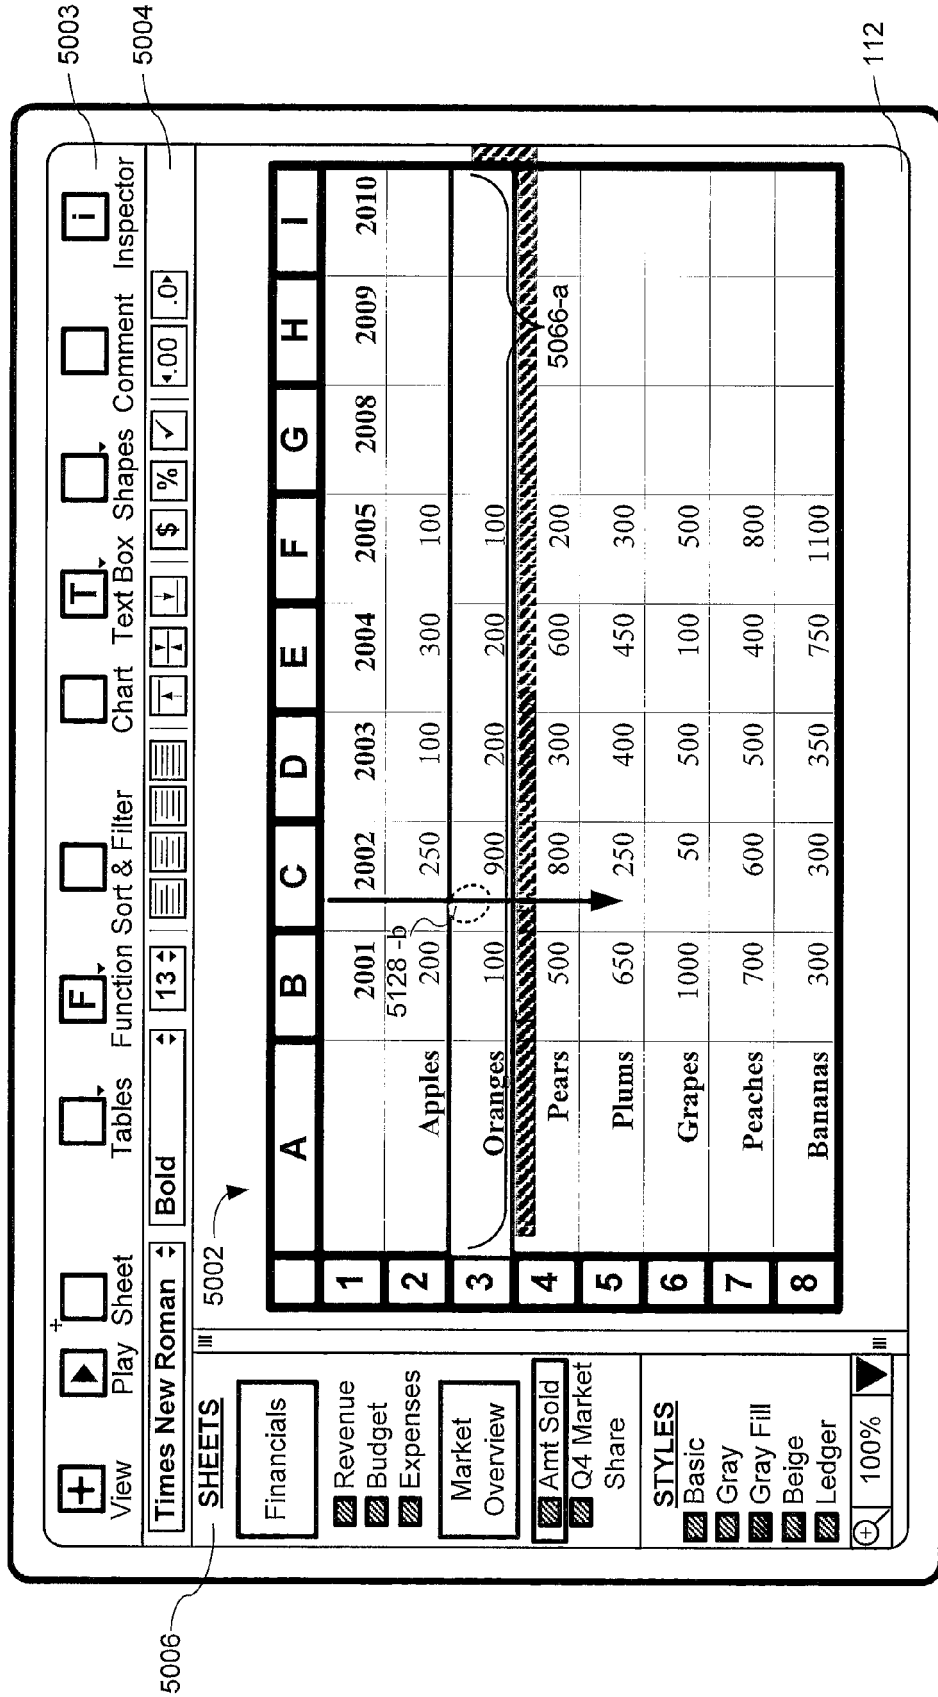 5003
5004
View Play Sheet Tables Function Sort & Filter Chart Text Box Shapes Comment Inspector
+ F T i
Times New Roman Bold 13 $ % ✓ .00 .0
5006
SHEETS
Financials
Revenue
Budget
Expenses
Market
Overview
Amt Sold
Q4 Market
Share
STYLES
Basic
Gray
Gray Fill
Beige
Ledger
100%
5002
A B C D E F G H I
1 2001 2002 2003 2004 2005 2008 2009 2010
5128-b
2 Apples 200 250 100 300 100
3 Oranges 100 900 200 200 100
5066-a
4 Pears 500 800 300 600 200
5 Plums 650 250 400 450 300
6 Grapes 1000 50 500 100 500
7 Peaches 700 600 500 400 800
8 Bananas 300 300 350 750 1100
112